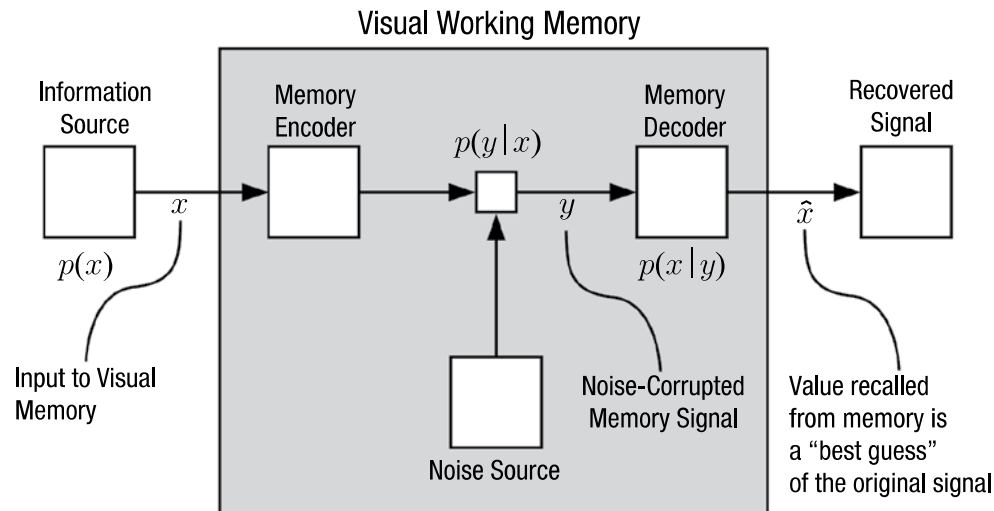 Visual Working Memory
Information
Source
Memory
Encoder
p(y|x)
Memory
Decoder
Recovered
Signal
x
y
x̂
p(x)
p(x|y)
Input to Visual
Memory
Noise Source
Noise-Corrupted
Memory Signal
Value recalled
from memory is
a “best guess”
of the original signal